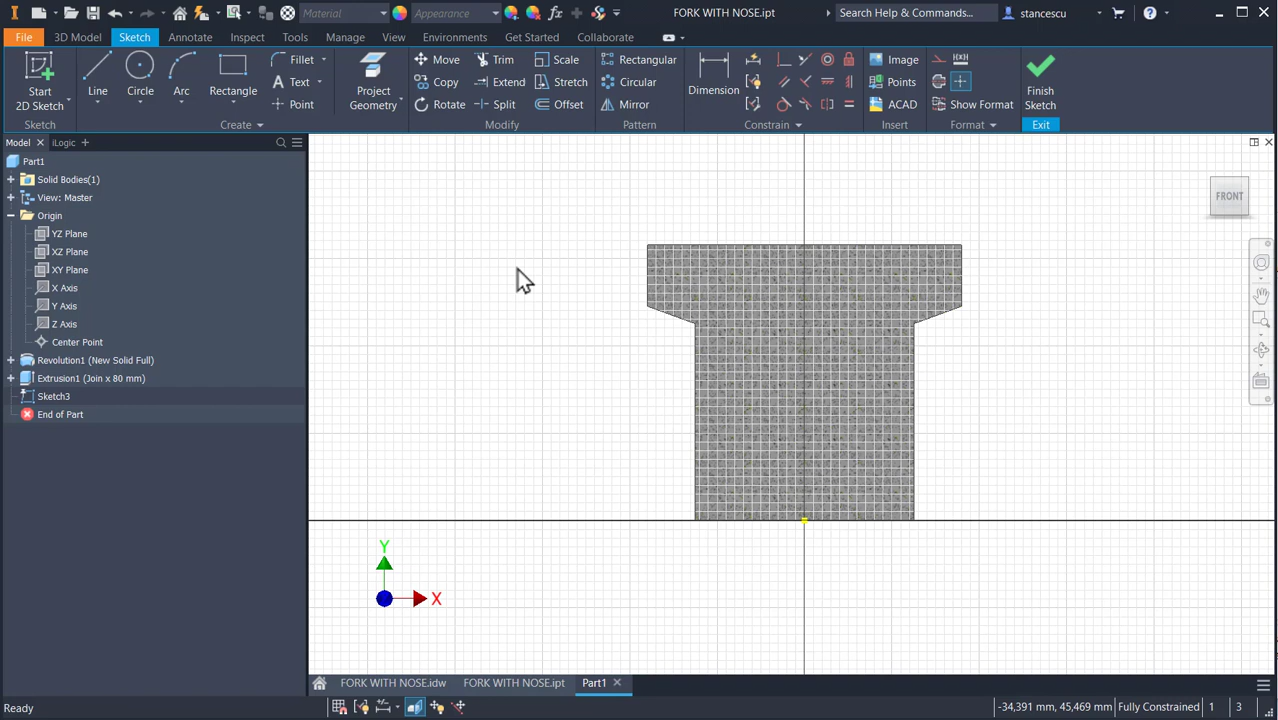 Material
Appearance
FORK WITH NOSE.ipt
Search Help & Commands...
stancescu
File
3D Model
Sketch
Annotate
Inspect
Tools
Manage
View
Environments
Get Started
Collaborate
Start
2D Sketch
Line
Circle
Arc
Rectangle
Fillet
Text
Point
Project
Geometry
Move
Copy
Rotate
Trim
Extend
Split
Scale
Stretch
Offset
Rectangular
Circular
Mirror
Dimension
Image
Points
ACAD
Show Format
Finish
Sketch
Sketch
Create
Modify
Pattern
Constrain
Insert
Format
Exit
Model
iLogic
Part1
Solid Bodies(1)
View: Master
Origin
YZ Plane
XZ Plane
XY Plane
X Axis
Y Axis
Z Axis
Center Point
Revolution1 (New Solid Full)
Extrusion1 (Join x 80 mm)
Sketch3
End of Part
FRONT
Y
X
FORK WITH NOSE.idw
FORK WITH NOSE.ipt
Part1
Ready
-34,391 mm, 45,469 mm
Fully Constrained
1
3